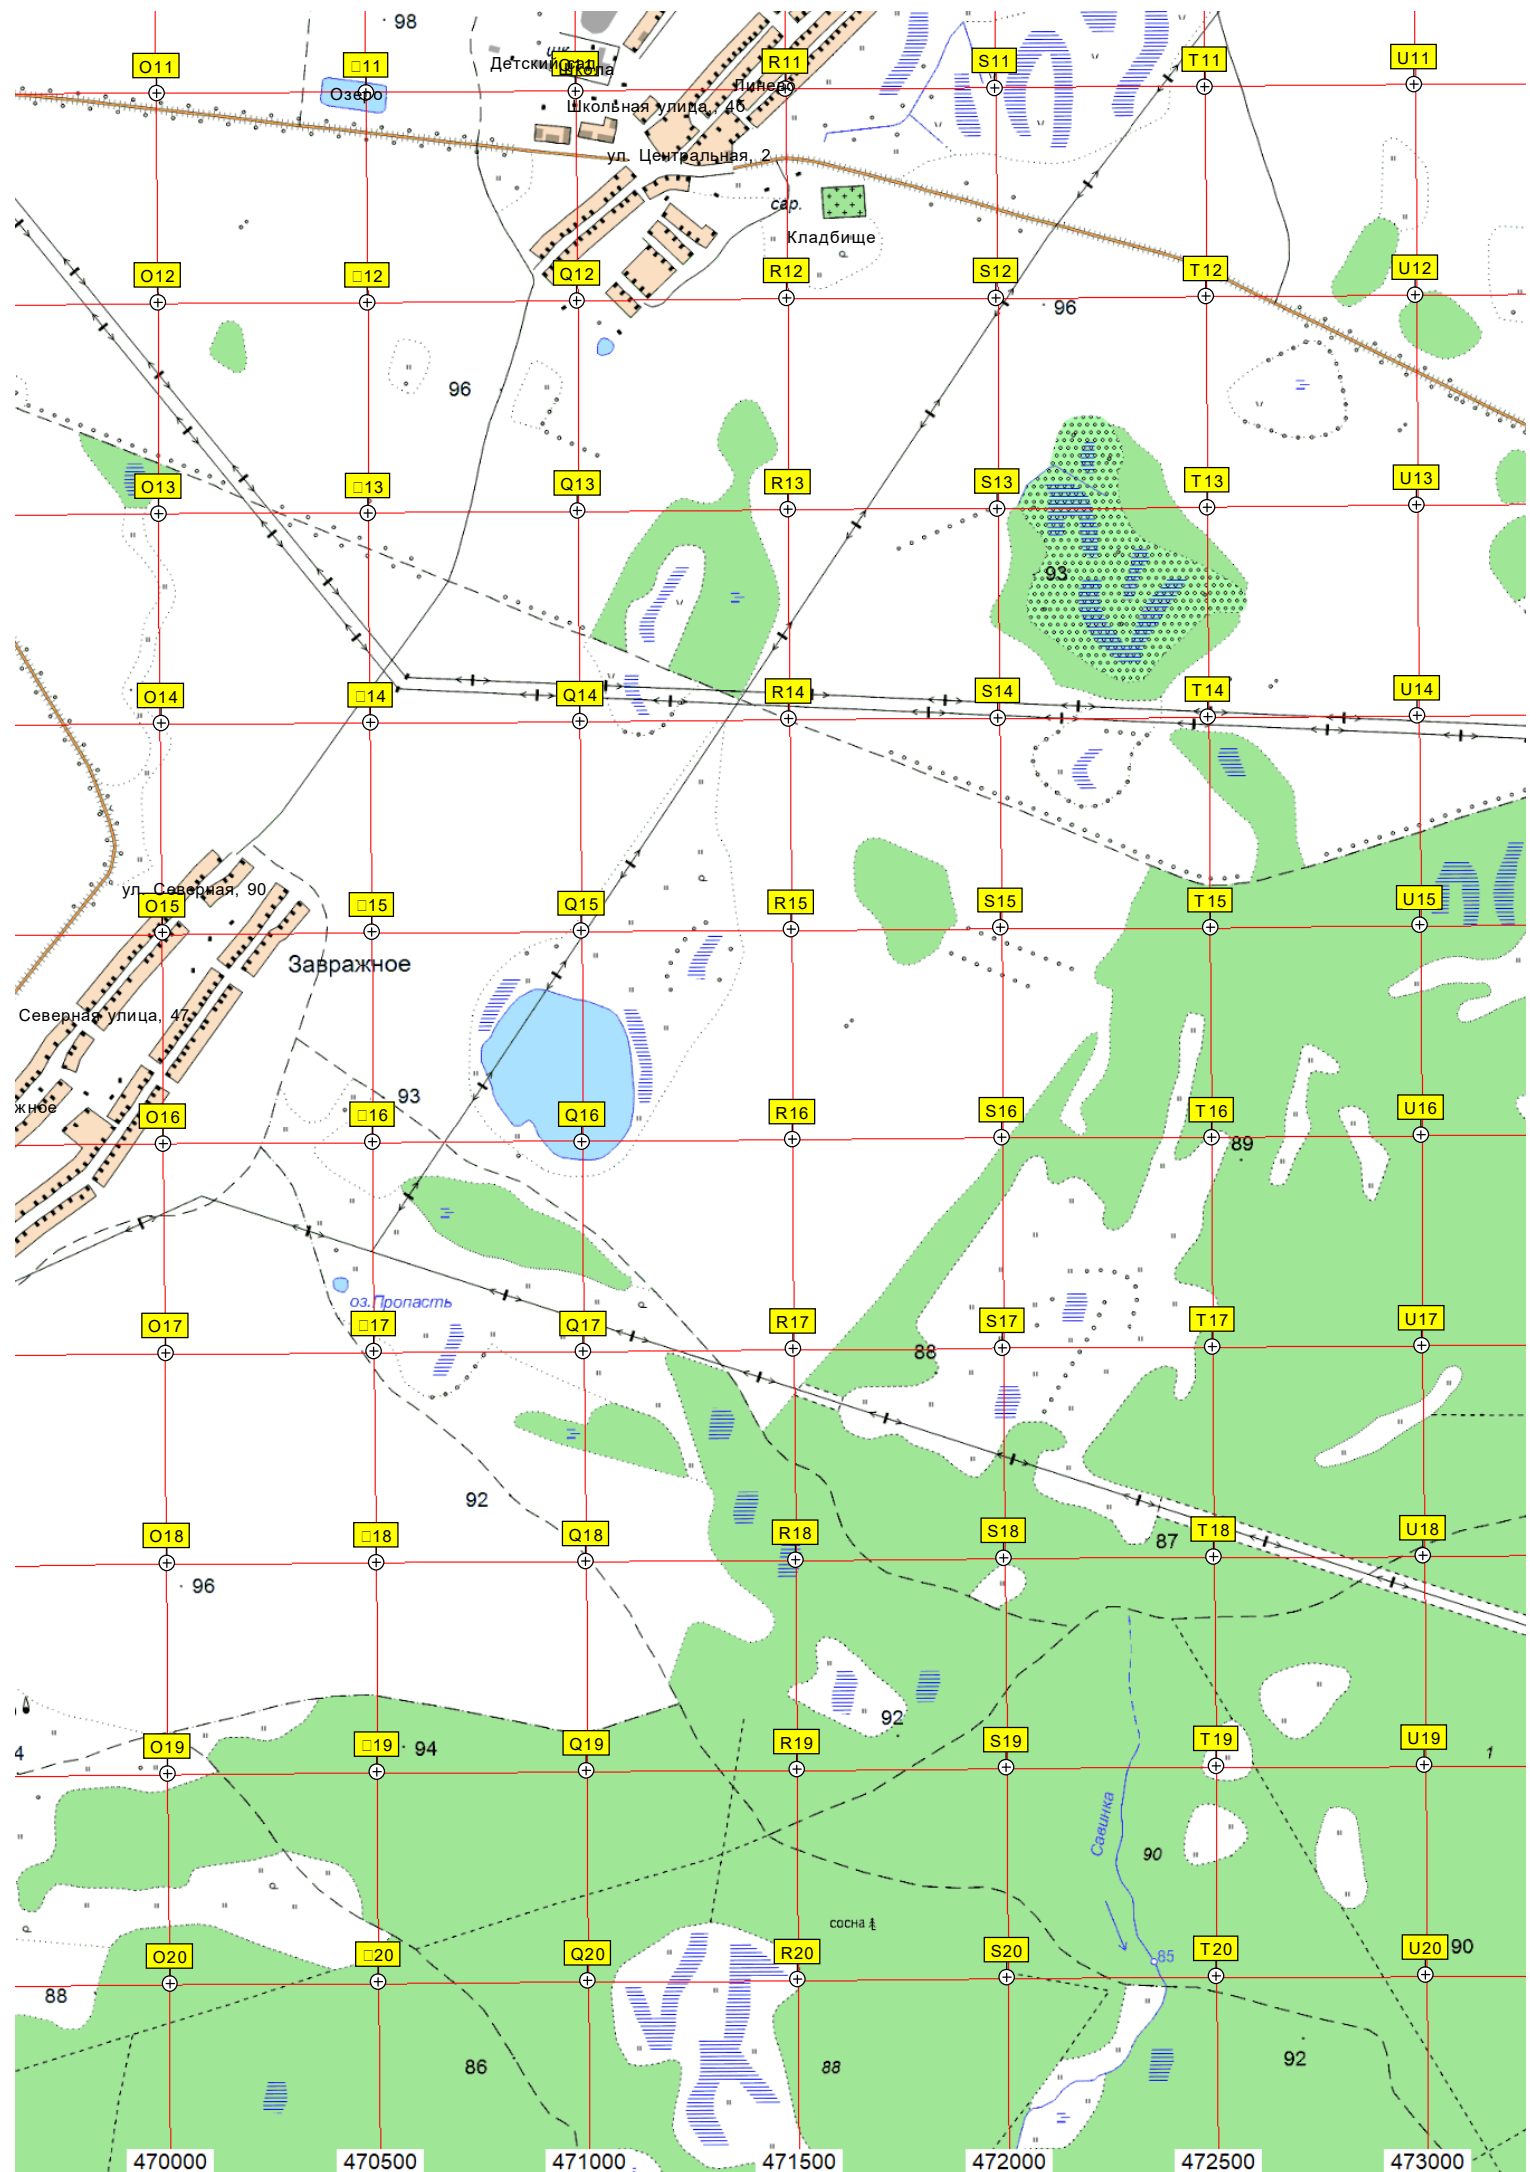 98
O11
□11
R11
S11
T11
U11
Детский сад
Школа
Озеро
Линево
Школьная улица, 46
ул. Центральная, 2
сар.
Кладбище
O12
□12
Q12
R12
S12
T12
U12
96
96
O13
□13
Q13
R13
S13
T13
U13
93
O14
□14
Q14
R14
S14
T14
U14
ул. Северная, 90
O15
□15
Q15
R15
S15
T15
U15
Завражное
Северная улица, 47
93
жное
O16
□16
Q16
R16
S16
T16
U16
89
оз.Пропасть
O17
□17
Q17
R17
S17
T17
U17
88
92
O18
□18
Q18
R18
S18
T18
U18
87
96
92
O19
□19
94
Q19
R19
S19
T19
U19
4
1
Савинка
90
сосна
O20
□20
Q20
R20
S20
T20
U20
90
85
88
86
88
92
470000
470500
471000
471500
472000
472500
473000